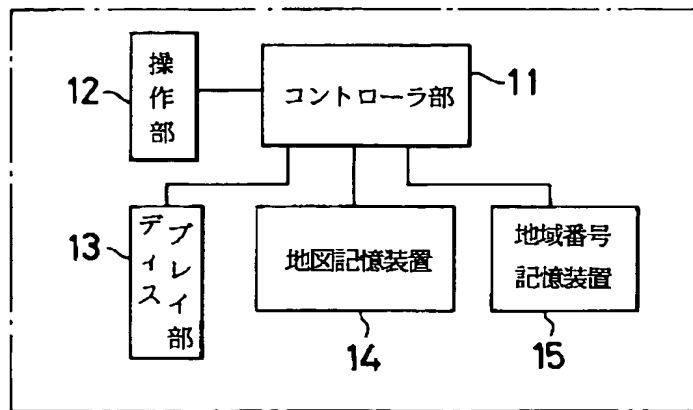 12
操作部
コントローラ部
11
13
ディス
プレイ部
地図記憶装置
14
地域番号
記憶装置
15